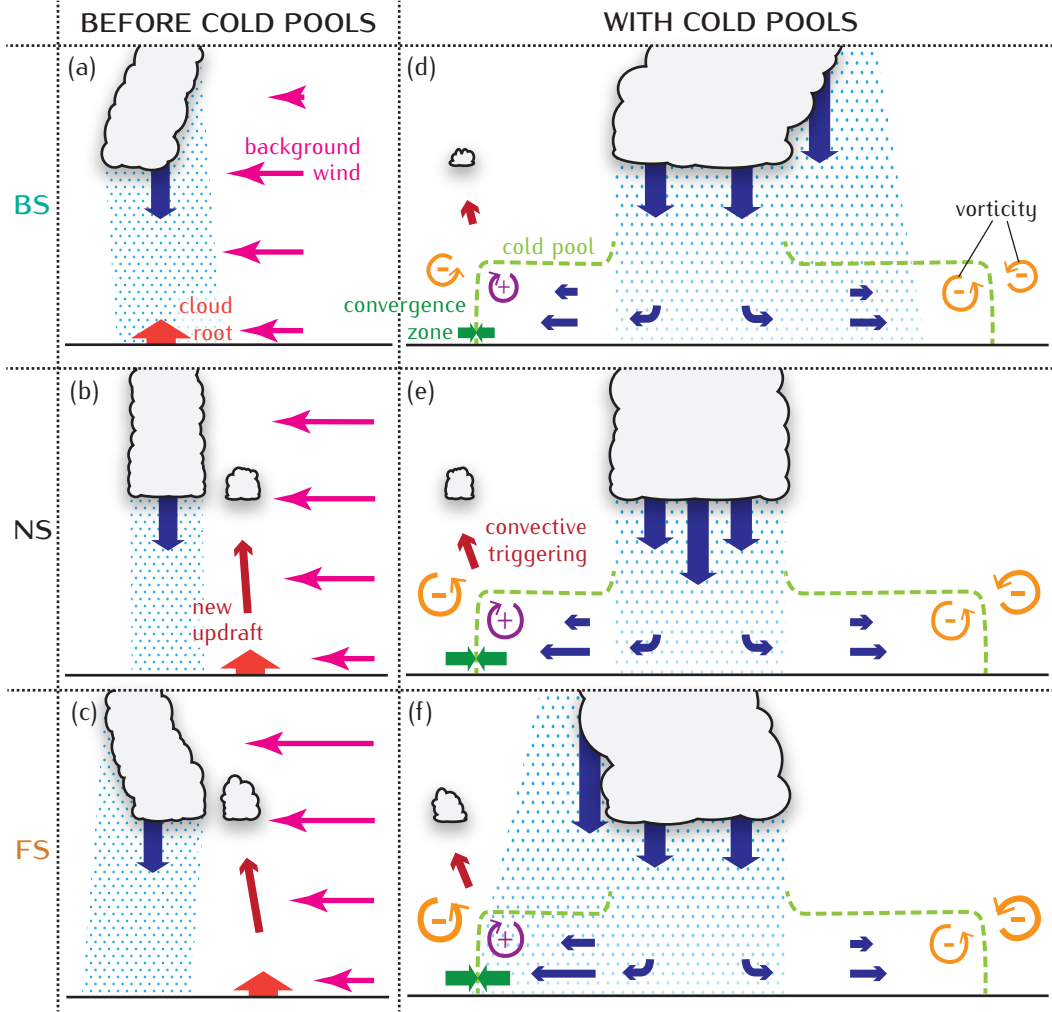 BEFORE COLD POOLS
WITH COLD POOLS
BS
(a)
background
wind
cloud
root
(d)
vorticity
cold pool
+
-
-
-
convergence
zone
NS
(b)
new
updraft
(e)
convective
triggering
-
+
-
-
FS
(c)
(f)
-
+
-
-